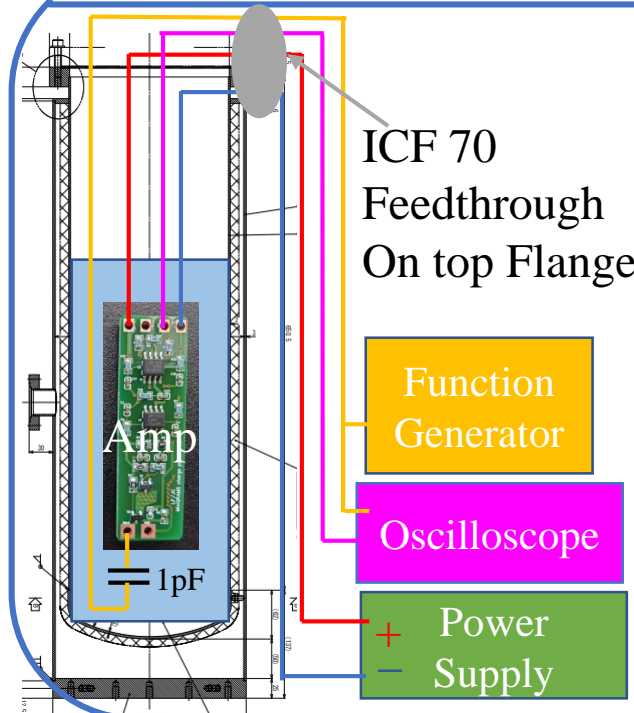 ICF 70
Feedthrough
On top Flange
Function
Generator
Amp
Oscilloscope
1pF
+
Power
−
Supply